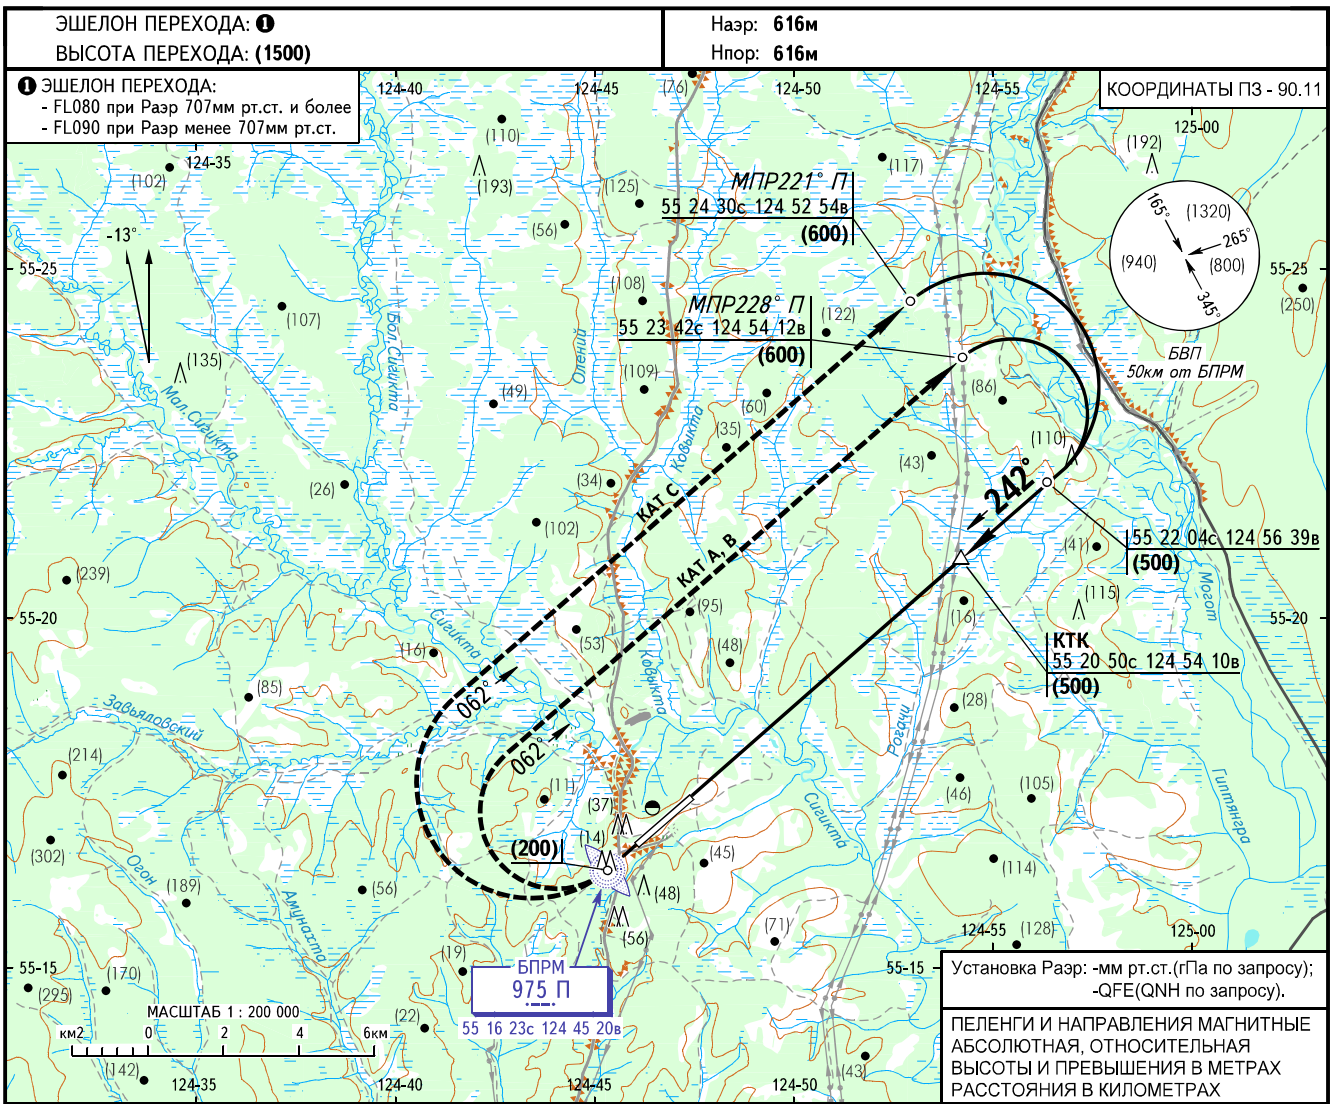 ЭШЕЛОН ПЕРЕХОДА: ❶
ВЫСОТА ПЕРЕХОДА: (1500)
Наэр: 616м
Нпор: 616м
❶ ЭШЕЛОН ПЕРЕХОДА:
- FL080 при Раэр 707мм рт.ст. и более
- FL090 при Раэр менее 707мм рт.ст.
КООРДИНАТЫ ПЗ - 90.11
124-40
124-45
124-50
124-55
125-00
124-35
(76)
(110)
(102)
(193)
(125)
(117)
(192)
(56)
МПР221° П
55 24 30с 124 52 54в
(600)
165°
(1320)
265°
(940)
(800)
345°
-13°
55-25
55-25
(250)
(107)
(108)
МПР228° П
55 23 42с 124 54 12в
(600)
(122)
Бол.Сигикта
Олений
БВП
50км от БПРМ
(135)
(49)
(109)
(60)
(86)
Мал.Сигикта
Ковыкта
(35)
(110)
(43)
242°
(26)
(34)
КАТ С
(102)
КАТ А, В
55 22 04с 124 56 39в
(500)
(41)
(239)
Могот
(115)
(95)
(16)
55-20
55-20
Сигикта
(53)
(48)
(16)
КТК
55 20 50с 124 54 10в
(500)
Ковыкта
(85)
062°
(28)
Завьяловский
Рогачи
062°
(214)
(46)
(105)
Гиптянгра
Сигикта
(11)
(37)
(14)
(200)
(302)
(45)
(114)
Огон
(189)
(56)
(48)
Амунахта
(56)
(71)
(128)
124-55
125-00
(19)
БПРМ
975 П
55 16 23с 124 45 20в
55-15
55-15
(295)
(170)
(22)
(142)
(43)
МАСШТАБ 1 : 200 000
км2 0 2 4 6км
124-35
124-40
124-45
124-50
Установка Раэр: -мм рт.ст.(гПа по запросу);
-QFE(QNH по запросу).
ПЕЛЕНГИ И НАПРАВЛЕНИЯ МАГНИТНЫЕ
АБСОЛЮТНАЯ, ОТНОСИТЕЛЬНАЯ
ВЫСОТЫ И ПРЕВЫШЕНИЯ В МЕТРАХ
РАССТОЯНИЯ В КИЛОМЕТРАХ